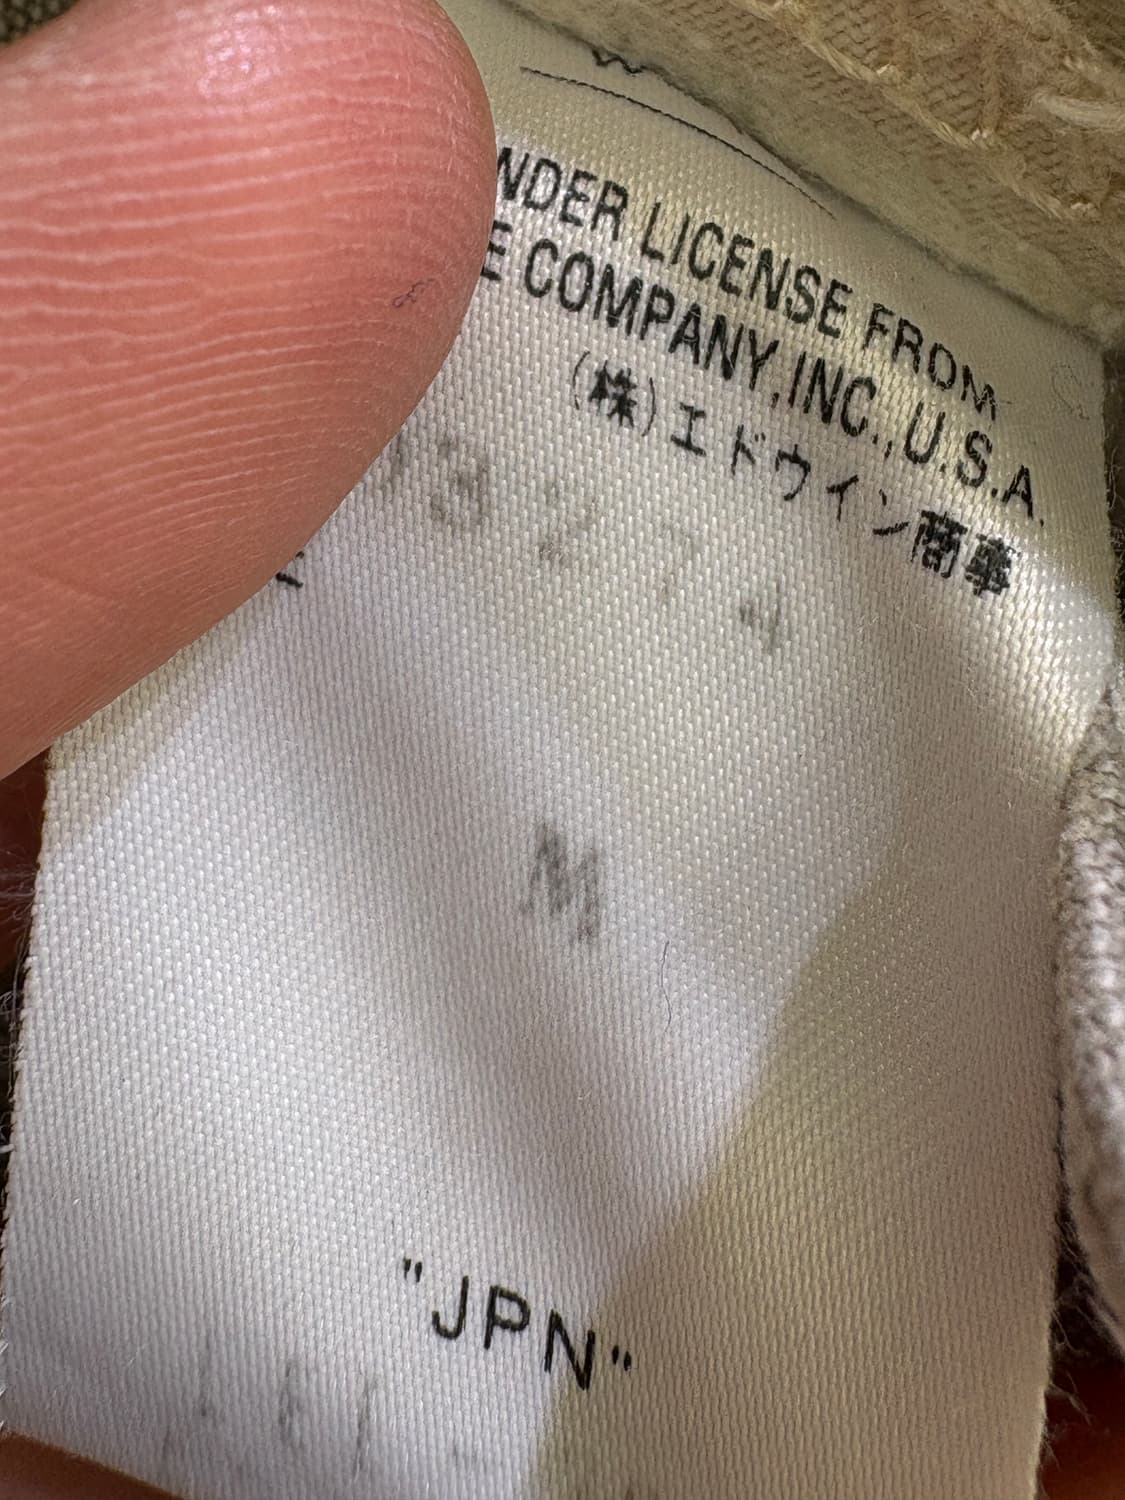 NDER LICENSE FROM
E COMPANY,INC.,U.S.A.
(株)エドウイン商事
M
"JPN"